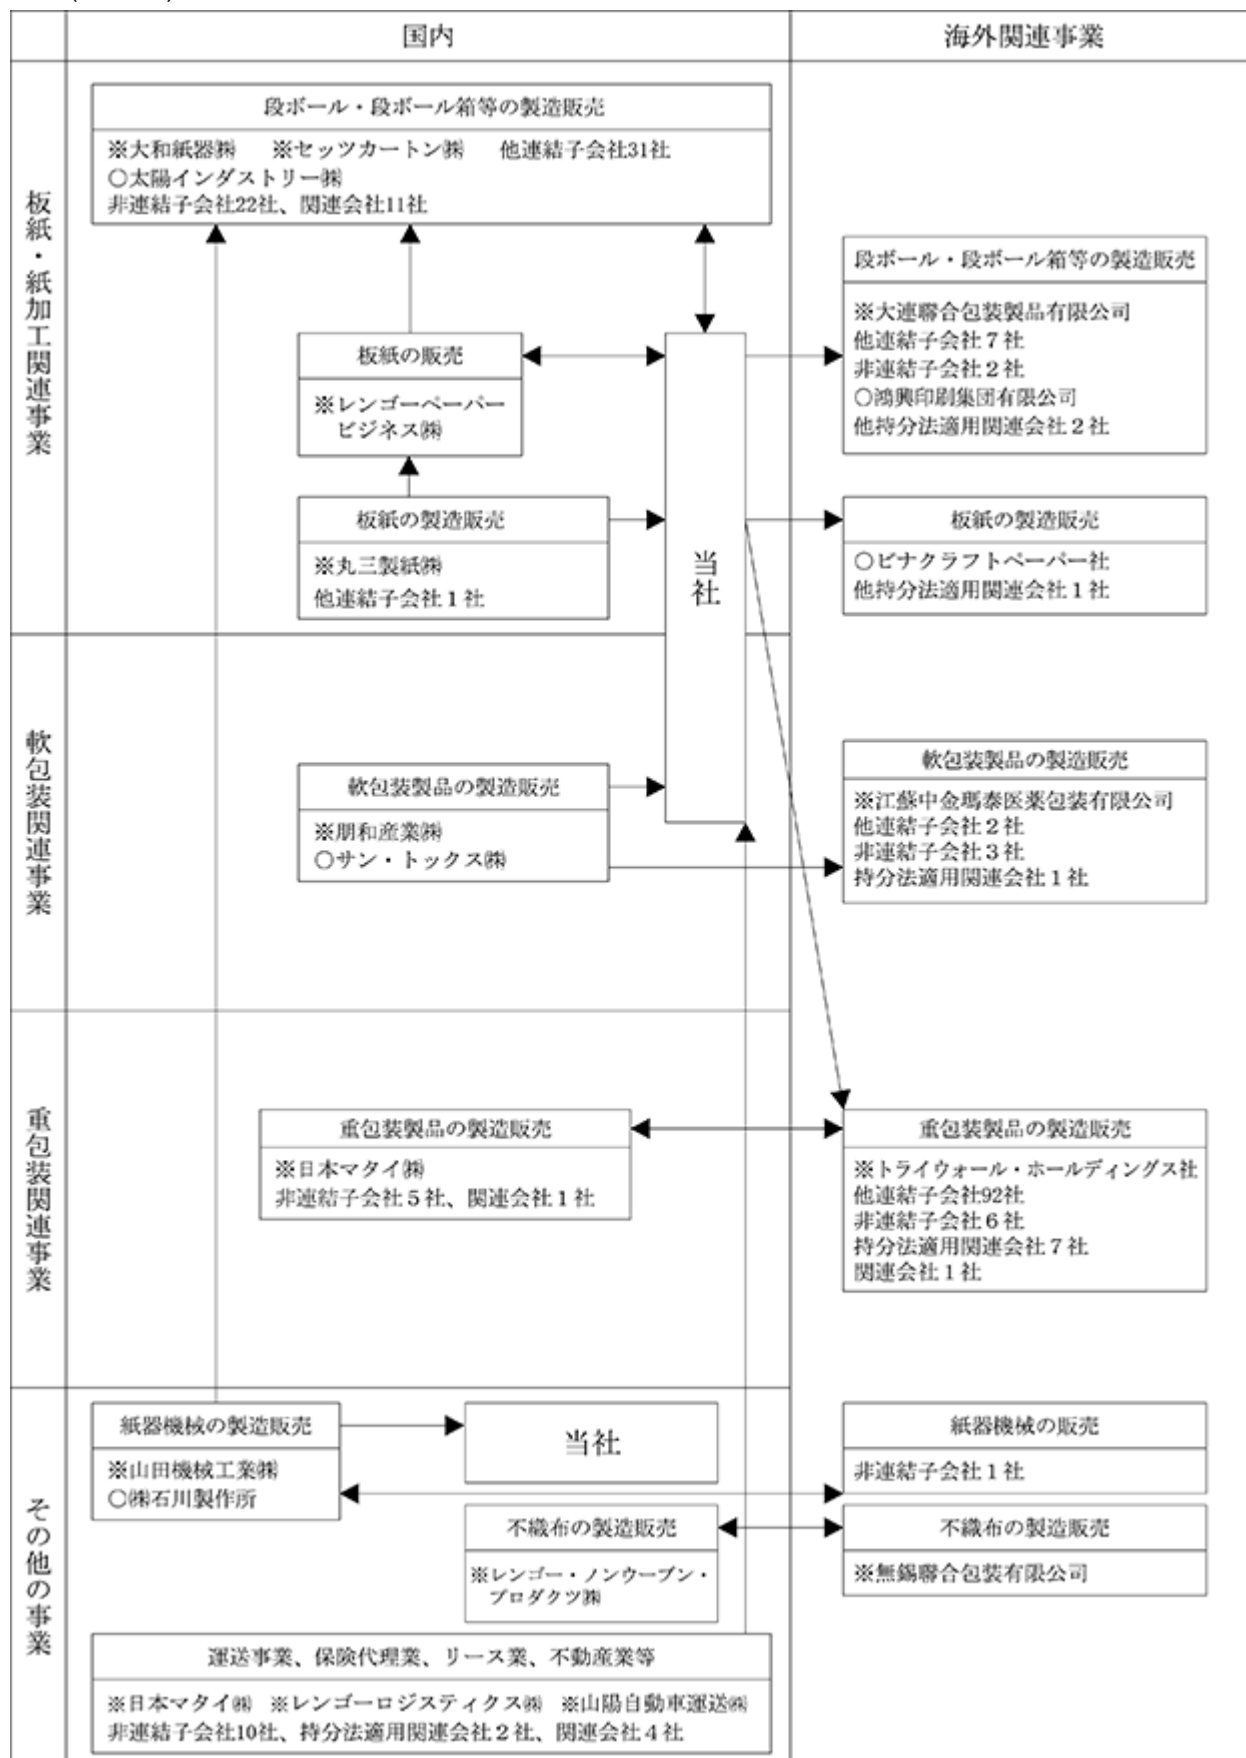 国内
海外関連事業
板紙・紙加工関連事業
段ボール・段ボール箱等の製造販売
※大和紙器㈱ ※セッツカートン㈱ 他連結子会社31社
○太陽インダストリー㈱
非連結子会社22社、関連会社11社
板紙の販売
※レンゴーペーパー
ビジネス㈱
板紙の製造販売
※丸三製紙㈱
他連結子会社1社
当社
段ボール・段ボール箱等の製造販売
※大連聯合包装製品有限公司
他連結子会社7社
非連結子会社2社
○鴻興印刷集団有限公司
他持分法適用関連会社2社
板紙の製造販売
○ビナクラフトペーパー社
他持分法適用関連会社1社
軟包装関連事業
軟包装製品の製造販売
※朋和産業㈱
○サン・トックス㈱
軟包装製品の製造販売
※江蘇中金瑪泰医薬包装有限公司
他連結子会社2社
非連結子会社3社
持分法適用関連会社1社
重包装関連事業
重包装製品の製造販売
※日本マタイ㈱
非連結子会社5社、関連会社1社
重包装製品の製造販売
※トライウォール・ホールディングス社
他連結子会社92社
非連結子会社6社
持分法適用関連会社7社
関連会社1社
その他の事業
紙器機械の製造販売
※山田機械工業㈱
○㈱石川製作所
当社
紙器機械の販売
非連結子会社1社
不織布の製造販売
※レンゴー・ノンウーブン・
プロダクツ㈱
不織布の製造販売
※無錫聯合包装有限公司
運送事業、保険代理業、リース業、不動産業等
※日本マタイ㈱ ※レンゴーロジスティクス㈱ ※山陽自動車運送㈱
非連結子会社10社、持分法適用関連会社2社、関連会社4社